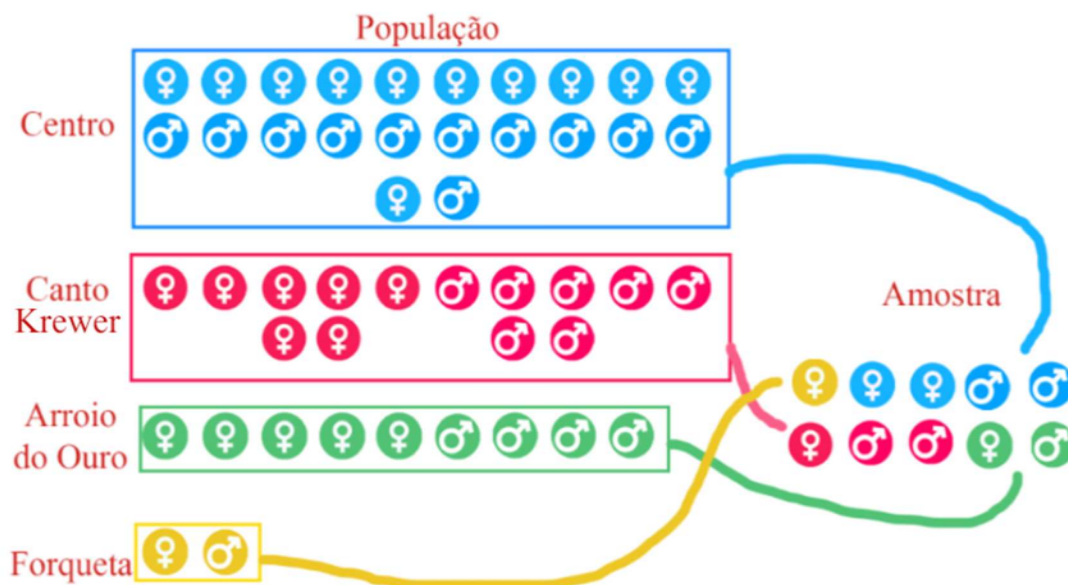 População
Centro
Canto
Krewer
Amostra
Arroio
do Ouro
Forqueta